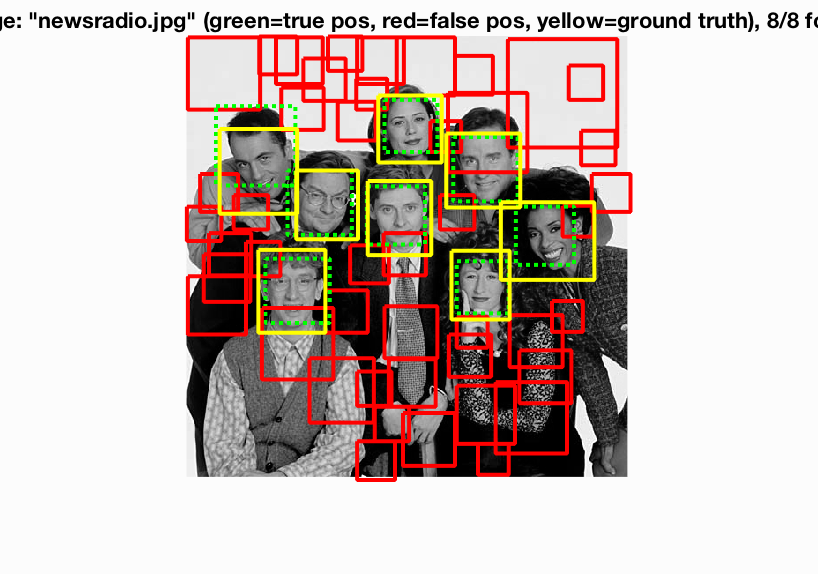 ge: "newsradio.jpg" (green=true pos, red=false pos, yellow=ground truth), 8/8 fo